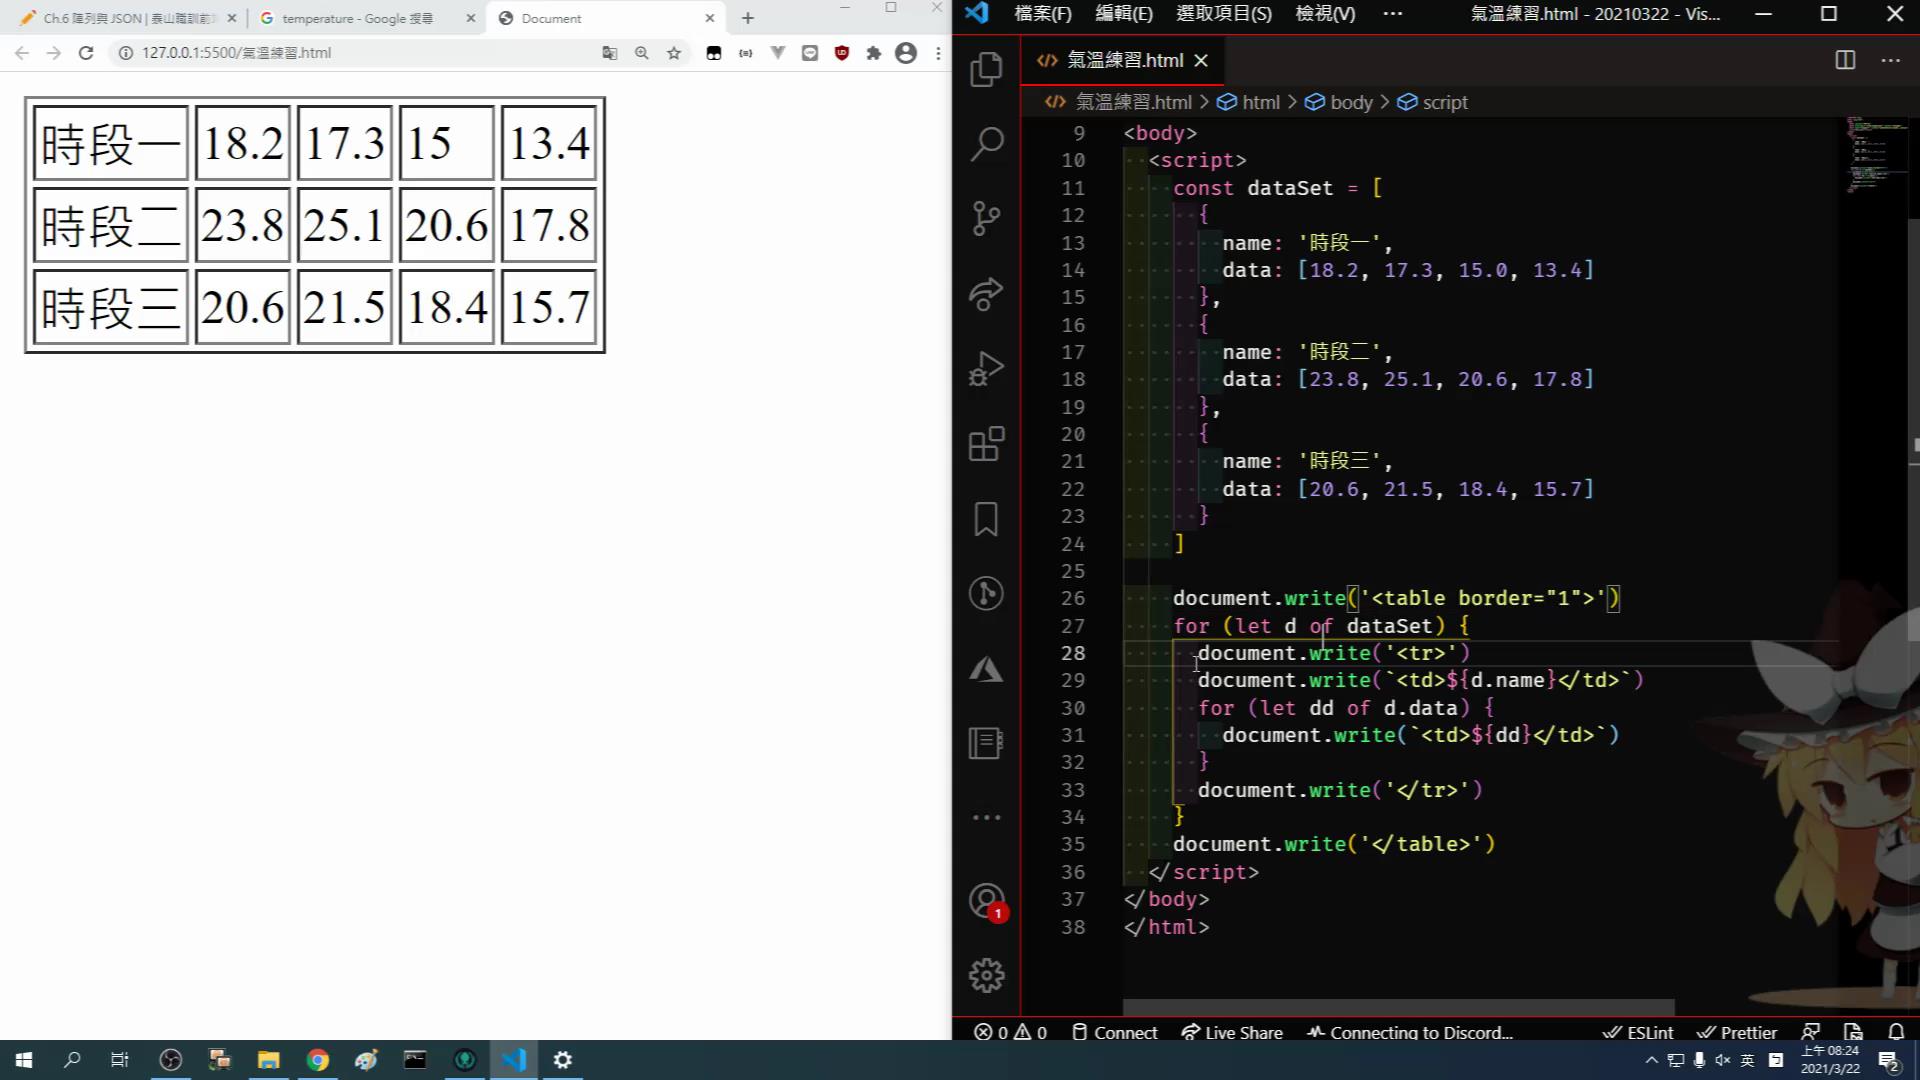 Ch.6 陣列與 JSON | 泰山職訓前端
temperature - Google 搜尋
Document
127.0.0.1:5500/氣溫練習.html
時段一 18.2 17.3 15 13.4
時段二 23.8 25.1 20.6 17.8
時段三 20.6 21.5 18.4 15.7
檔案(F) 編輯(E) 選取項目(S) 檢視(V) ··· 氣溫練習.html - 20210322 - Vis...
氣溫練習.html
氣溫練習.html > html > body > script
9 <body>
10 <script>
11 const dataSet = [
12 {
13 name: '時段一',
14 data: [18.2, 17.3, 15.0, 13.4]
15 },
16 {
17 name: '時段二',
18 data: [23.8, 25.1, 20.6, 17.8]
19 },
20 {
21 name: '時段三',
22 data: [20.6, 21.5, 18.4, 15.7]
23 }
24 ]
25
26 document.write('<table border="1">')
27 for (let d of dataSet) {
28 document.write('<tr>')
29 document.write(`<td>${d.name}</td>`)
30 for (let dd of d.data) {
31 document.write(`<td>${dd}</td>`)
32 }
33 document.write('</tr>')
34 }
35 document.write('</table>')
36 </script>
37 </body>
38 </html>
1
0 0 Connect Live Share Connecting to Discord... ESLint Prettier
英 上午 08:24
2021/3/22
2